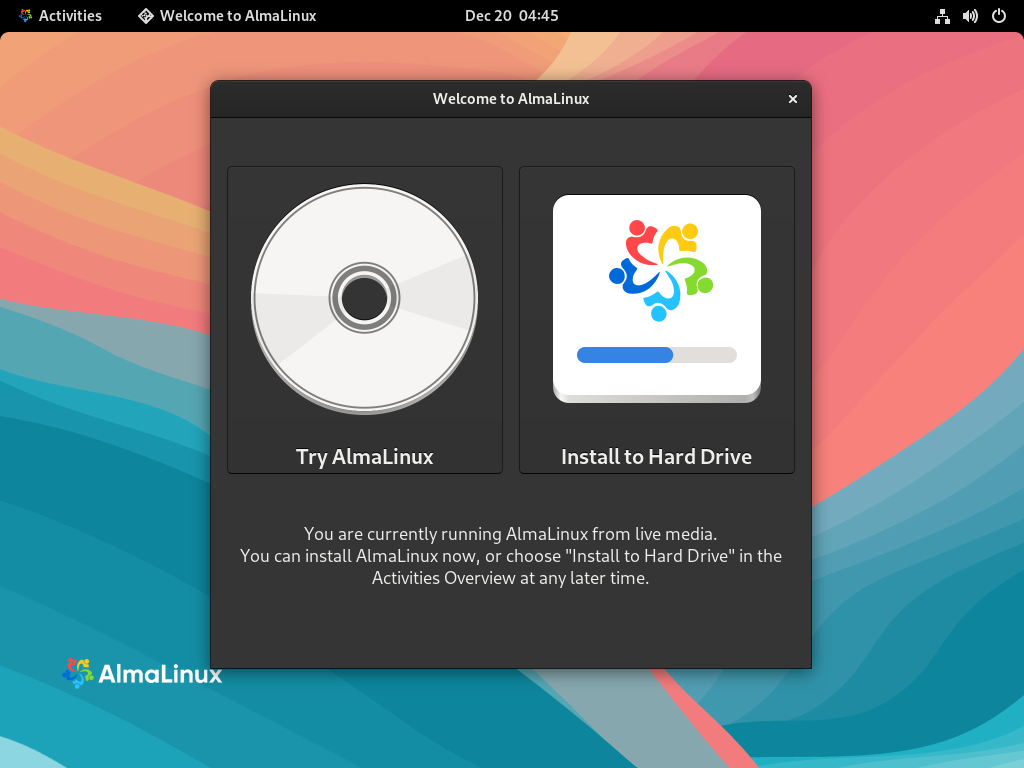 Activities
Welcome to AlmaLinux
Dec 20 04:45
Welcome to AlmaLinux
Try AlmaLinux
Install to Hard Drive
You are currently running AlmaLinux from live media.
You can install AlmaLinux now, or choose "Install to Hard Drive" in the
Activities Overview at any later time.
AlmaLinux